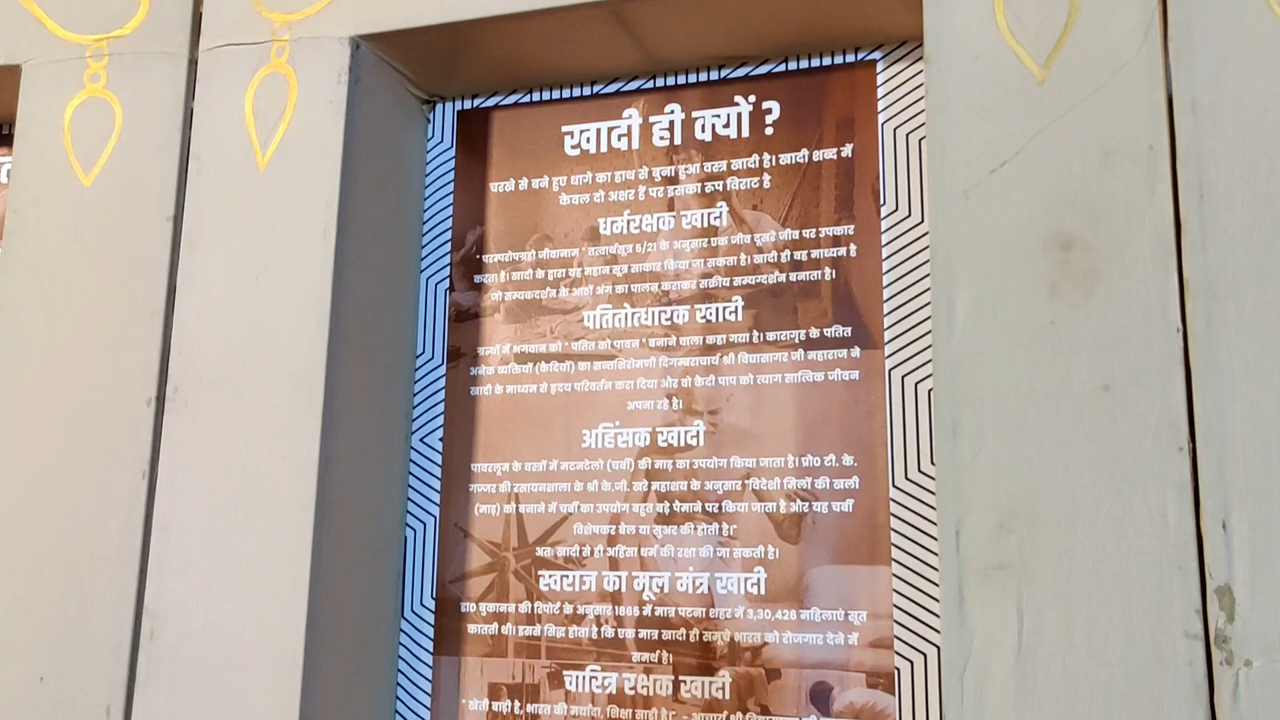 खादी ही क्यों ?
चरखे से बने हुए धागे का हाथ से बुना हुआ वस्त्र खादी है। खादी शब्द में
केवल दो अक्षर हैं पर इसका रूप विराट है
धर्मरक्षक खादी
" परस्परोपग्रहो जीवानाम " तत्वार्थसूत्र 5/21 के अनुसार एक जीव दूसरे जीव पर उपकार
करता है। खादी के द्वारा यह महान सूत्र साकार किया जा सकता है। खादी ही वह माध्यम है
जो सम्यकदर्शन के आठों अंग का पालन कराकर सक्रीय सम्यग्दर्शन बनाता है।
पतितोत्धारक खादी
ग्रन्थों में भगवान को " पतित को पावन " बनाने वाला कहा गया है। कारागृह के पतित
अनेक व्यक्तियों (कैदियों) का सन्तशिरोमणी दिगम्बराचार्य श्री विद्यासागर जी महाराज ने
खादी के माध्यम से हृदय परिवर्तन करा दिया और वो कैदी पाप को त्याग सात्विक जीवन
अपना रहे है।
अहिंसक खादी
पावरलूम के वस्त्रों में मटनटेलो (चर्बी) की माड़ का उपयोग किया जाता है। प्रो0 टी. के.
गज्जर की रसायनशाला के श्री के.जी. खरे महाशय के अनुसार "विदेशी मिलों की खली
(माड़) को बनाने में चर्बी का उपयोग बहुत बड़े पैमाने पर किया जाता है और यह चर्बी
विशेषकर बैल या सुअर की होती है।"
अतः खादी से ही अहिंसा धर्म की रक्षा की जा सकती है।
स्वराज का मूल मंत्र खादी
डा0 बुकानन की रिपोर्ट के अनुसार 1865 में मात्र पटना शहर में 3,30,426 महिलाएं सूत
कातती थी। इससे सिद्ध होता है कि एक मात्र खादी ही समूचे भारत को रोजगार देने में
समर्थ है।
चारित्र रक्षक खादी
" खेती बाड़ी है, भारत की मर्यादा, शिक्षा साड़ी है।" - आचार्य श्री